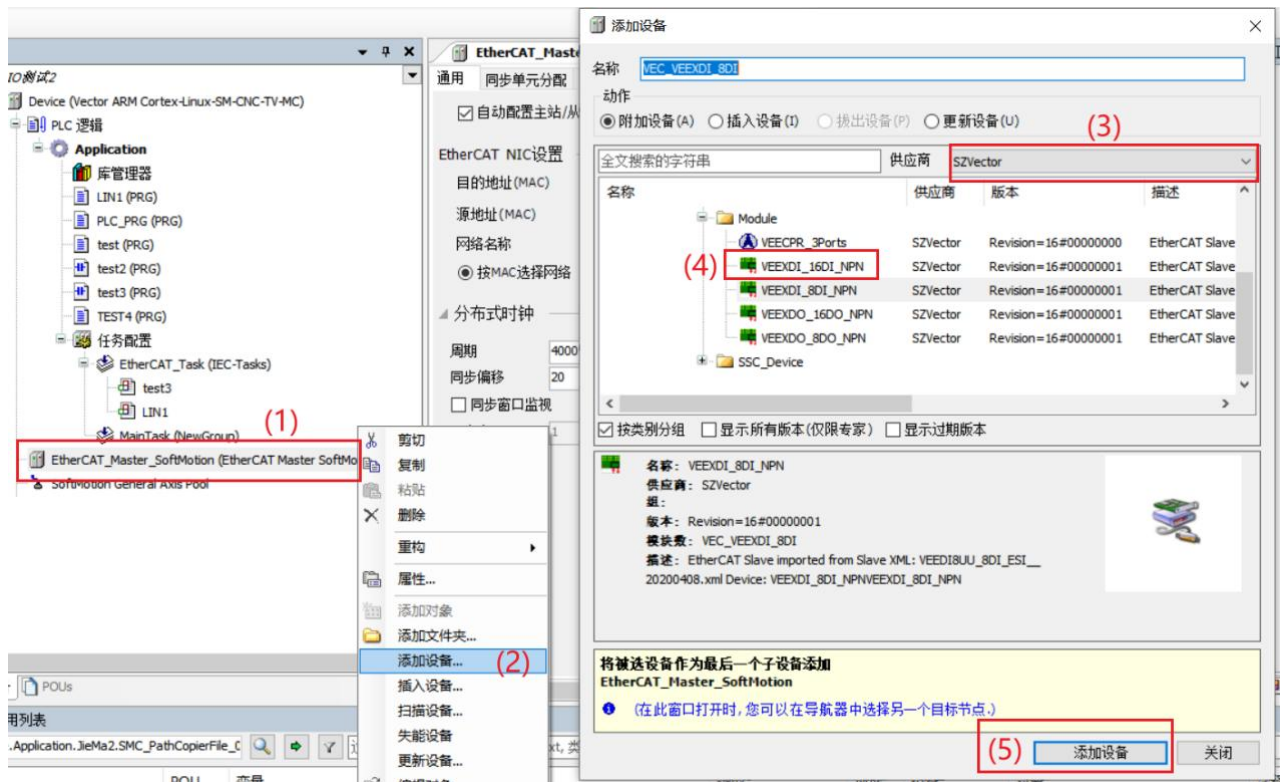 IO测试2
Device (Vector ARM Cortex-Linux-SM-CNC-TV-MC)
PLC 逻辑
Application
库管理器
LIN1 (PRG)
PLC_PRG (PRG)
test (PRG)
test2 (PRG)
test3 (PRG)
TEST4 (PRG)
任务配置
EtherCAT_Task (IEC-Tasks)
test3
LIN1
MainTask (NewGroup)
(1)
EtherCAT_Master_SoftMotion (EtherCAT Master SoftMo
SoftMotion General Axis Pool
POUs
用列表
.Application.JieMa2.SMC_PathCopierFile_C
POU 变量
剪切
复制
粘贴
删除
重构
属性...
添加对象
添加文件夹...
添加设备... (2)
插入设备...
扫描设备...
失能设备
更新设备...
EtherCAT_Maste
通用 同步单元分配
自动配置主站/从
EtherCAT NIC设置
目的地址(MAC)
源地址(MAC)
网络名称
按MAC选择网络
分布式时钟
周期 4000
同步偏移 20
同步窗口监视
1
xt, 类
添加设备
名称 VEC_VEEXDI_8DI
动作
附加设备(A) 插入设备(I) 拔出设备(P) 更新设备(U)
(3)
全文搜索的字符串 供应商 SZVector
名称 供应商 版本 描述
Module
VEECPR_3Ports SZVector Revision=16#00000000 EtherCAT Slave
(4) VEEXDI_16DI_NPN SZVector Revision=16#00000001 EtherCAT Slave
VEEXDI_8DI_NPN SZVector Revision=16#00000001 EtherCAT Slave
VEEXDO_16DO_NPN SZVector Revision=16#00000001 EtherCAT Slave
VEEXDO_8DO_NPN SZVector Revision=16#00000001 EtherCAT Slave
SSC_Device
按类别分组 显示所有版本(仅限专家) 显示过期版本
名称: VEEXDI_8DI_NPN
供应商: SZVector
组:
版本: Revision=16#00000001
模块数: VEC_VEEXDI_8DI
描述: EtherCAT Slave imported from Slave XML: VEEDI8UU_8DI_ESI__
20200408.xml Device: VEEXDI_8DI_NPNVEEXDI_8DI_NPN
将被选设备作为最后一个子设备添加
EtherCAT_Master_SoftMotion
(在此窗口打开时,您可以在导航器中选择另一个目标节点.)
(5) 添加设备 关闭